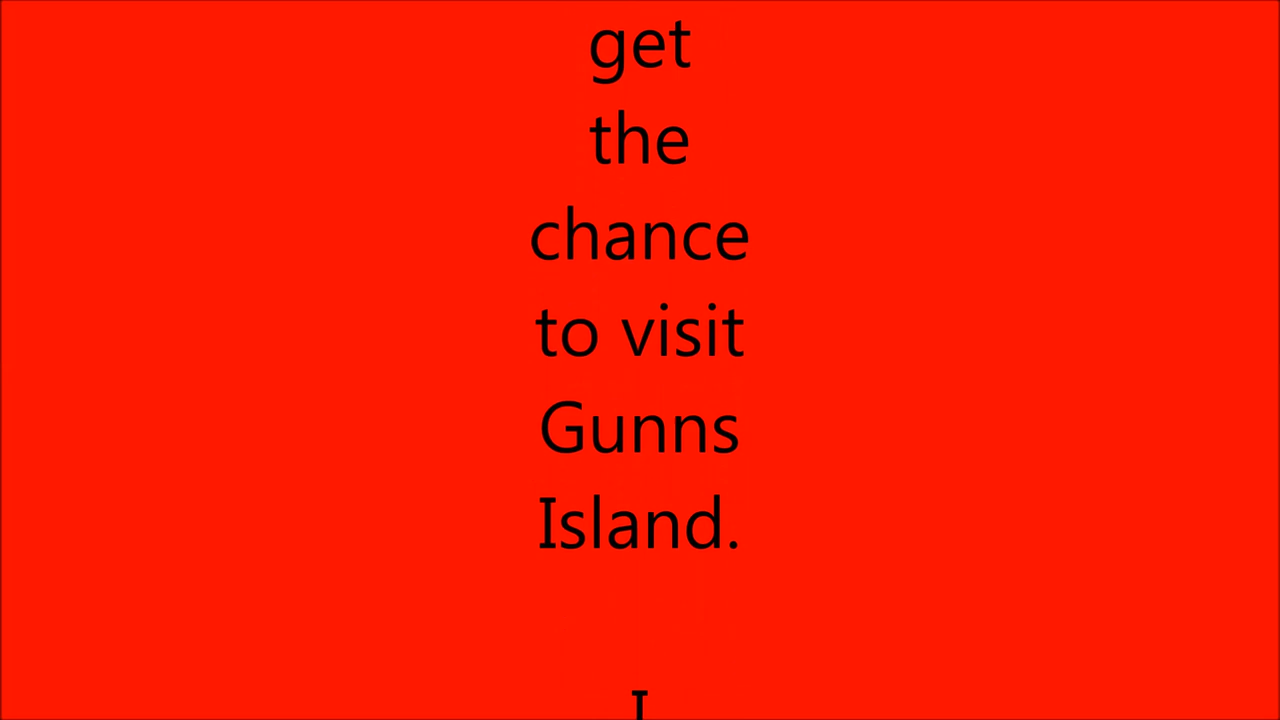 get
the
chance
to visit
Gunns
Island.
I